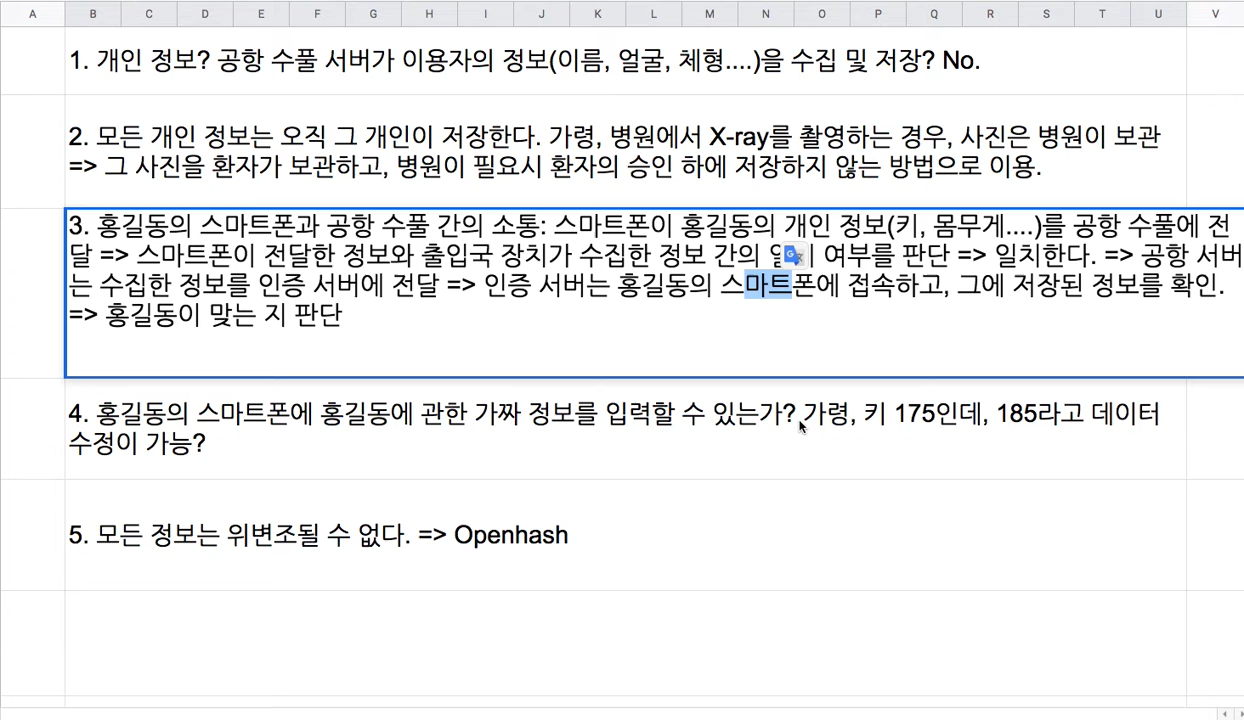 A B C D E F G H I J K L M N O P Q R S T U V
1. 개인 정보? 공항 수풀 서버가 이용자의 정보(이름, 얼굴, 체형....)을 수집 및 저장? No.
2. 모든 개인 정보는 오직 그 개인이 저장한다. 가령, 병원에서 X-ray를 촬영하는 경우, 사진은 병원이 보관
=> 그 사진을 환자가 보관하고, 병원이 필요시 환자의 승인 하에 저장하지 않는 방법으로 이용.
3. 홍길동의 스마트폰과 공항 수풀 간의 소통: 스마트폰이 홍길동의 개인 정보(키, 몸무게....)를 공항 수풀에 전
달 => 스마트폰이 전달한 정보와 출입국 장치가 수집한 정보 간의 여부를 판단 => 일치한다. => 공항 서버
는 수집한 정보를 인증 서버에 전달 => 인증 서버는 홍길동의 스마트폰에 접속하고, 그에 저장된 정보를 확인.
=> 홍길동이 맞는 지 판단
4. 홍길동의 스마트폰에 홍길동에 관한 가짜 정보를 입력할 수 있는가? 가령, 키 175인데, 185라고 데이터
수정이 가능?
5. 모든 정보는 위변조될 수 없다. => Openhash